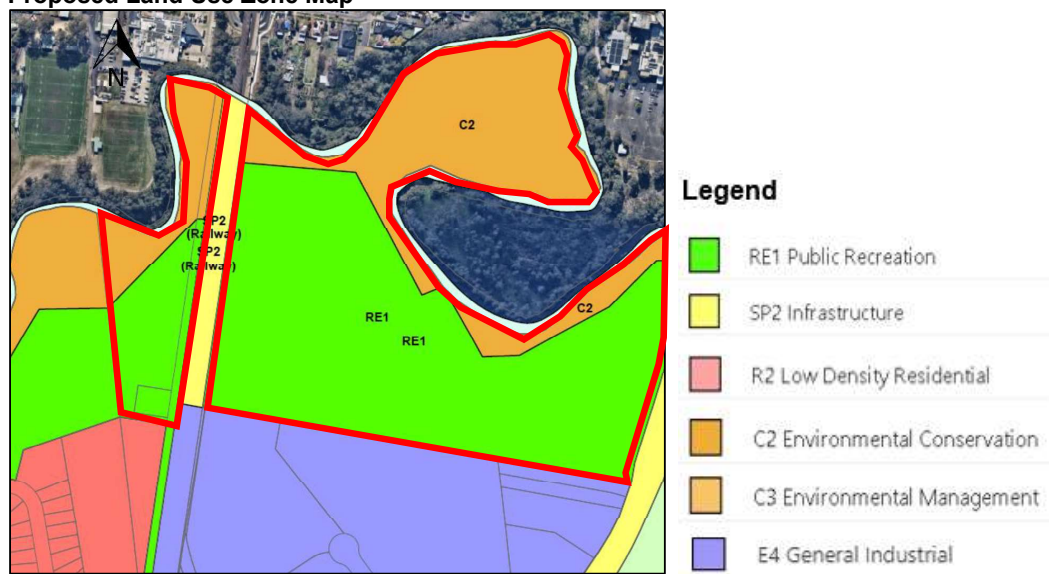 Proposed Land Use Zone Map
N
C2
SP2
(Railway)
SP2
(Railway)
C2
RE1
RE1
Legend
RE1 Public Recreation
SP2 Infrastructure
R2 Low Density Residential
C2 Environmental Conservation
C3 Environmental Management
E4 General Industrial